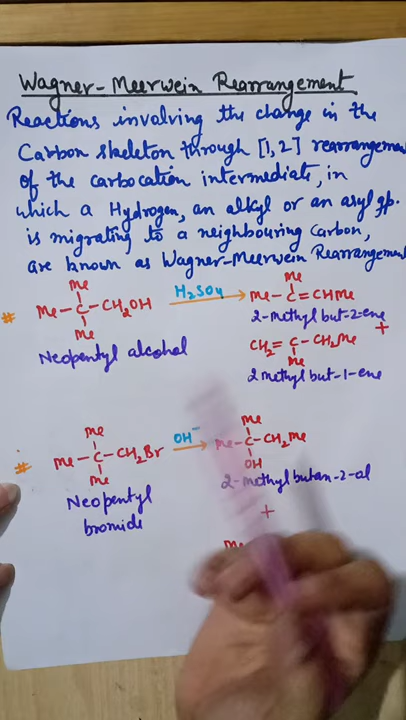 Wagner-Meerwein Rearrangement
Reactions involving the change in the
Carbon skeleton through [1,2] rearrangemen
of the carbocation intermediate, in
which a Hydrogen, an alkyl or an aryl gp.
is migrating to a neighbouring Carbon,
are known as Wagner-Meerwein Rearrangement
# Me-C-CH2OH
Me
Me
H2SO4
Neopentyl alcohol
Me
Me-C=CHMe
2-methyl but-2-ene
+
CH2=C-CH2Me
Me
2 methyl but-1-ene
# Me-C-CH2Br
Me
Me
OH-
Neopentyl
bromide
Me
Me-C-CH2Me
OH
2-methyl butan-2-ol
+
Me